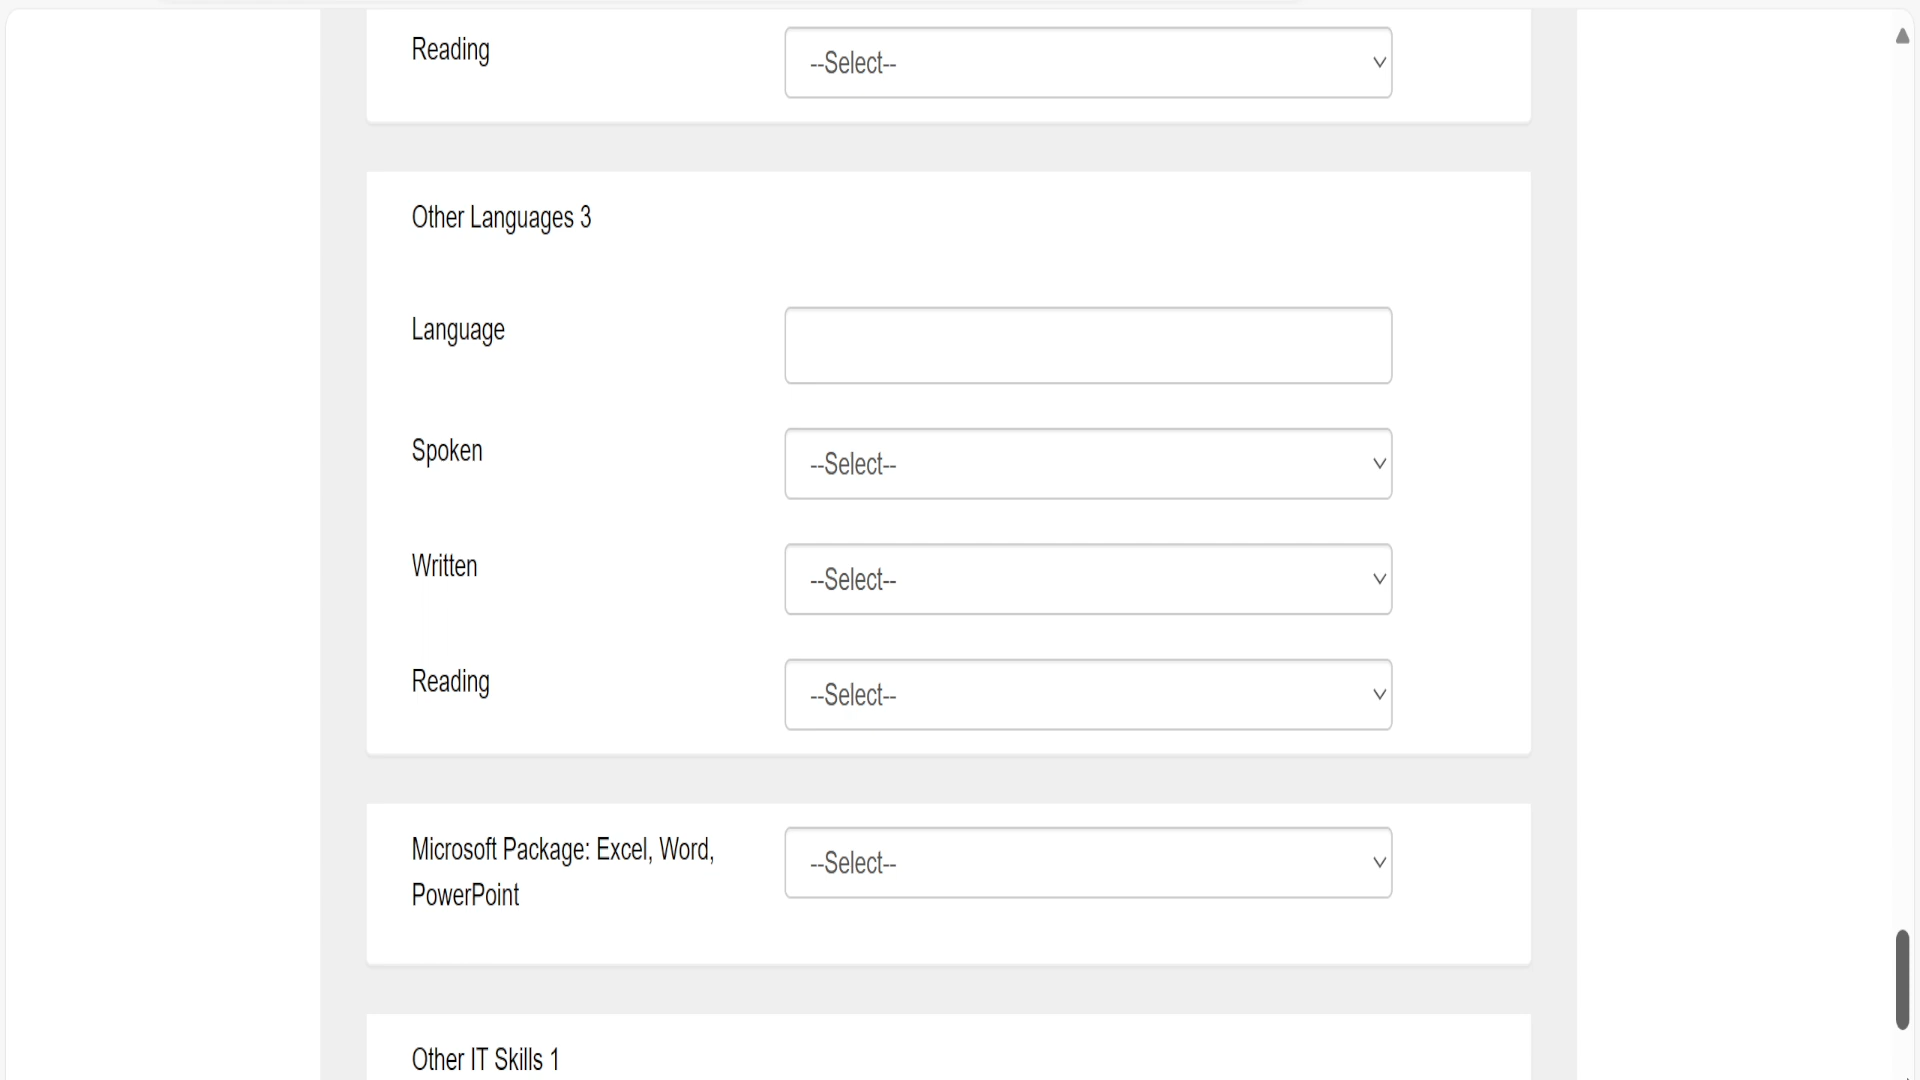 Reading
--Select--
Other Languages 3
Language
Spoken
--Select--
Written
--Select--
Reading
--Select--
Microsoft Package: Excel, Word,
PowerPoint
--Select--
Other IT Skills 1